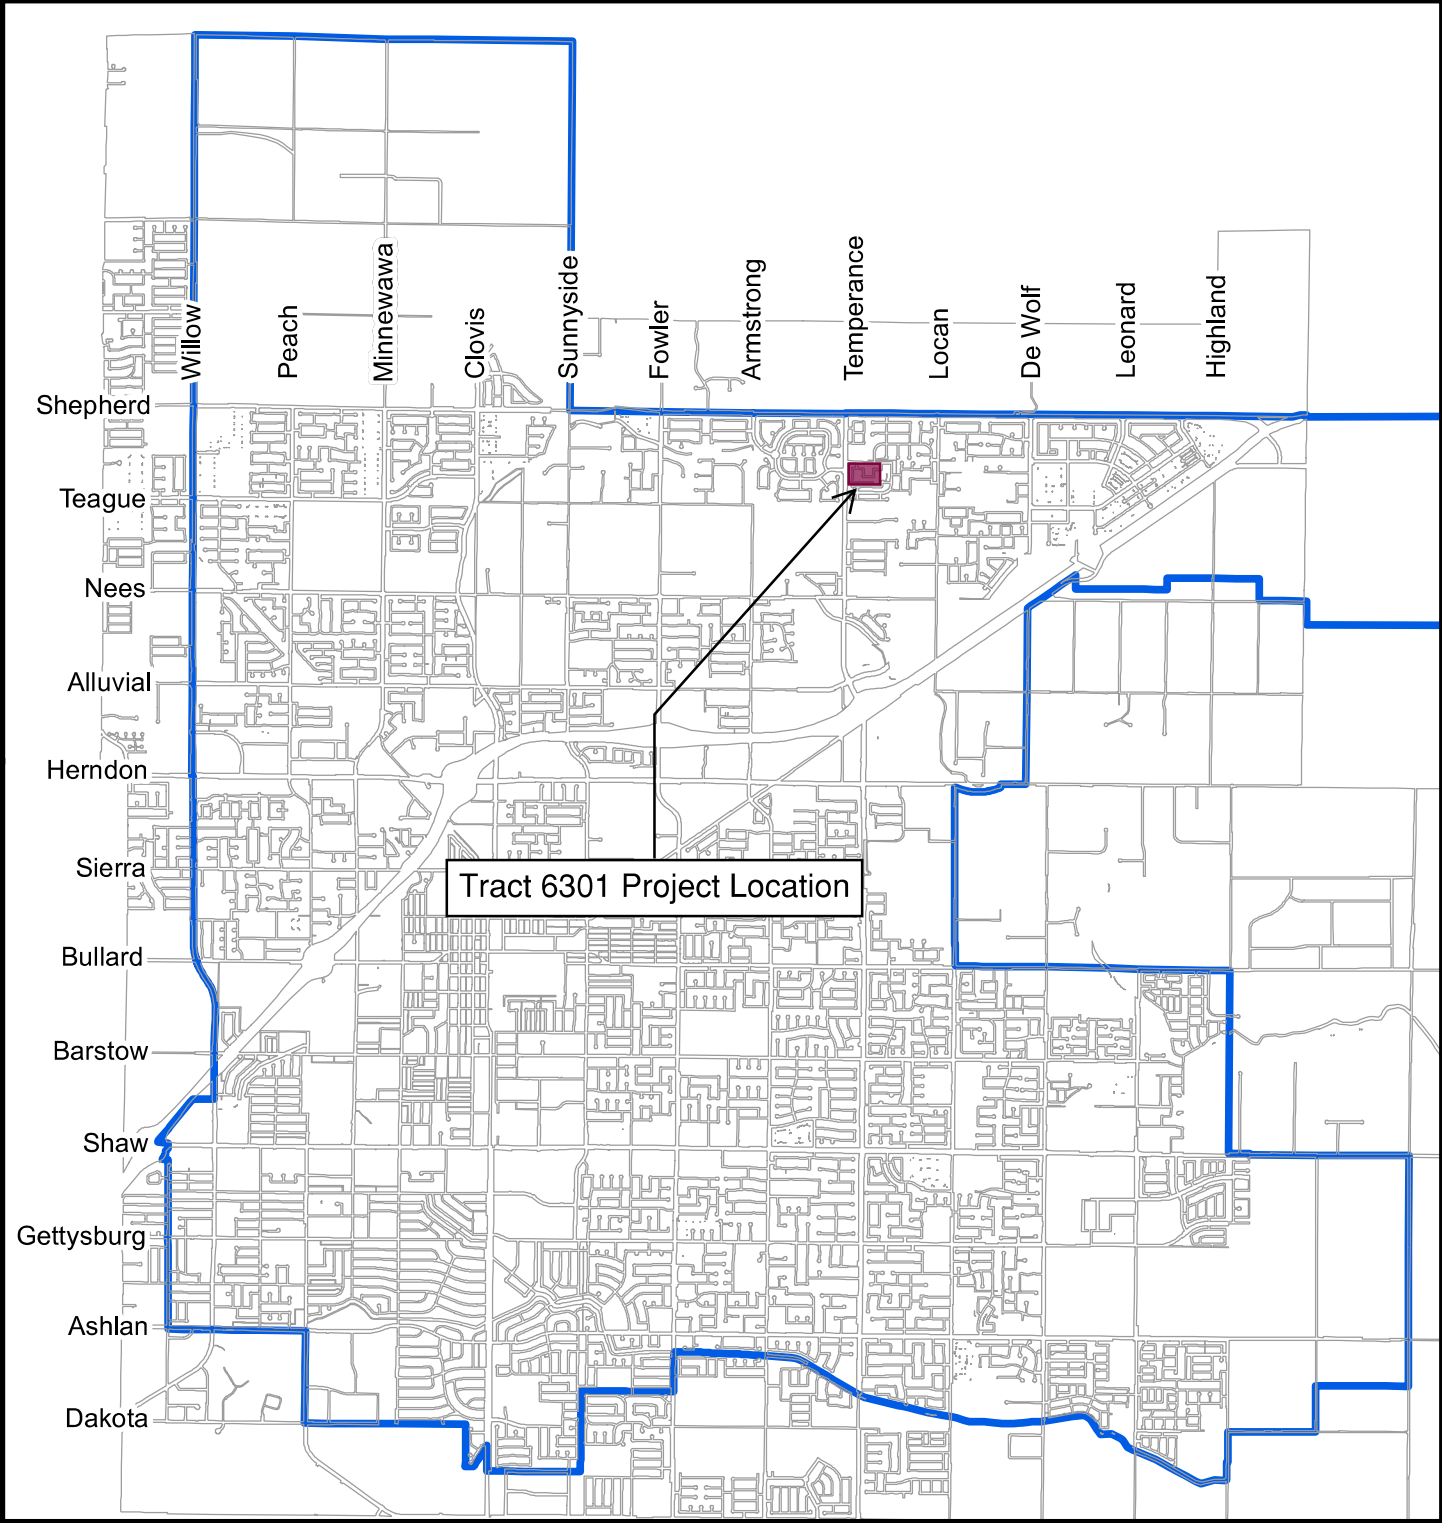 Willow
Peach
Minnewawa
Clovis
Sunnyside
Fowler
Armstrong
Temperance
Locan
De Wolf
Leonard
Highland
Shepherd
Teague
Nees
Alluvial
Herndon
Sierra
Tract 6301 Project Location
Bullard
Barstow
Shaw
Gettysburg
Ashlan
Dakota